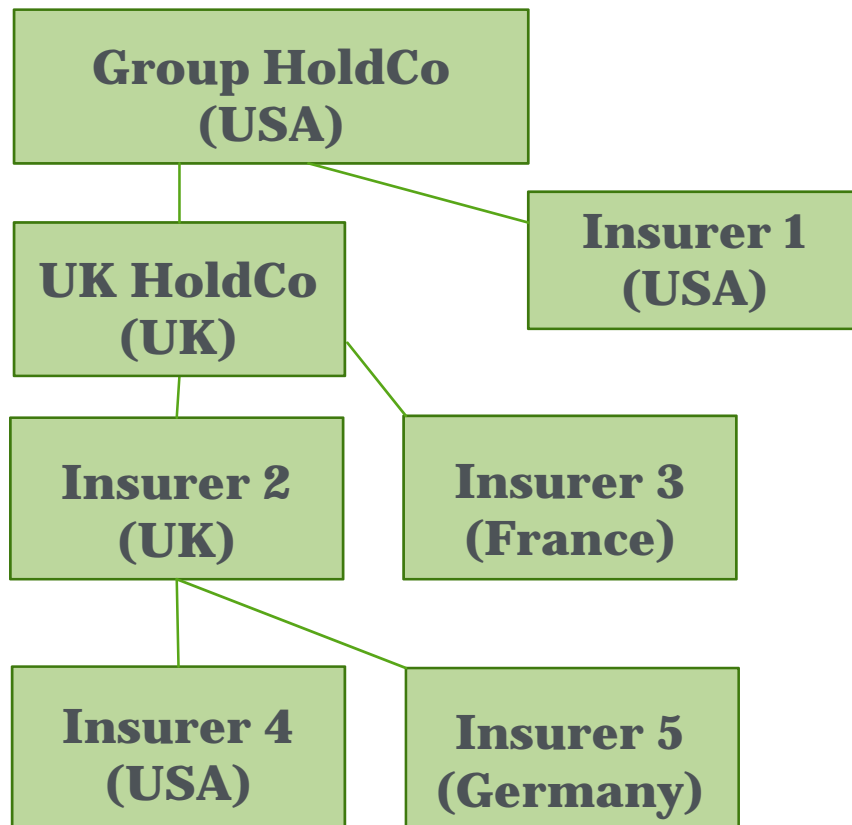 Group HoldCo
(USA)
Insurer 1
(USA)
UK HoldCo
(UK)
Insurer 2
(UK)
Insurer 3
(France)
Insurer 4
(USA)
Insurer 5
(Germany)